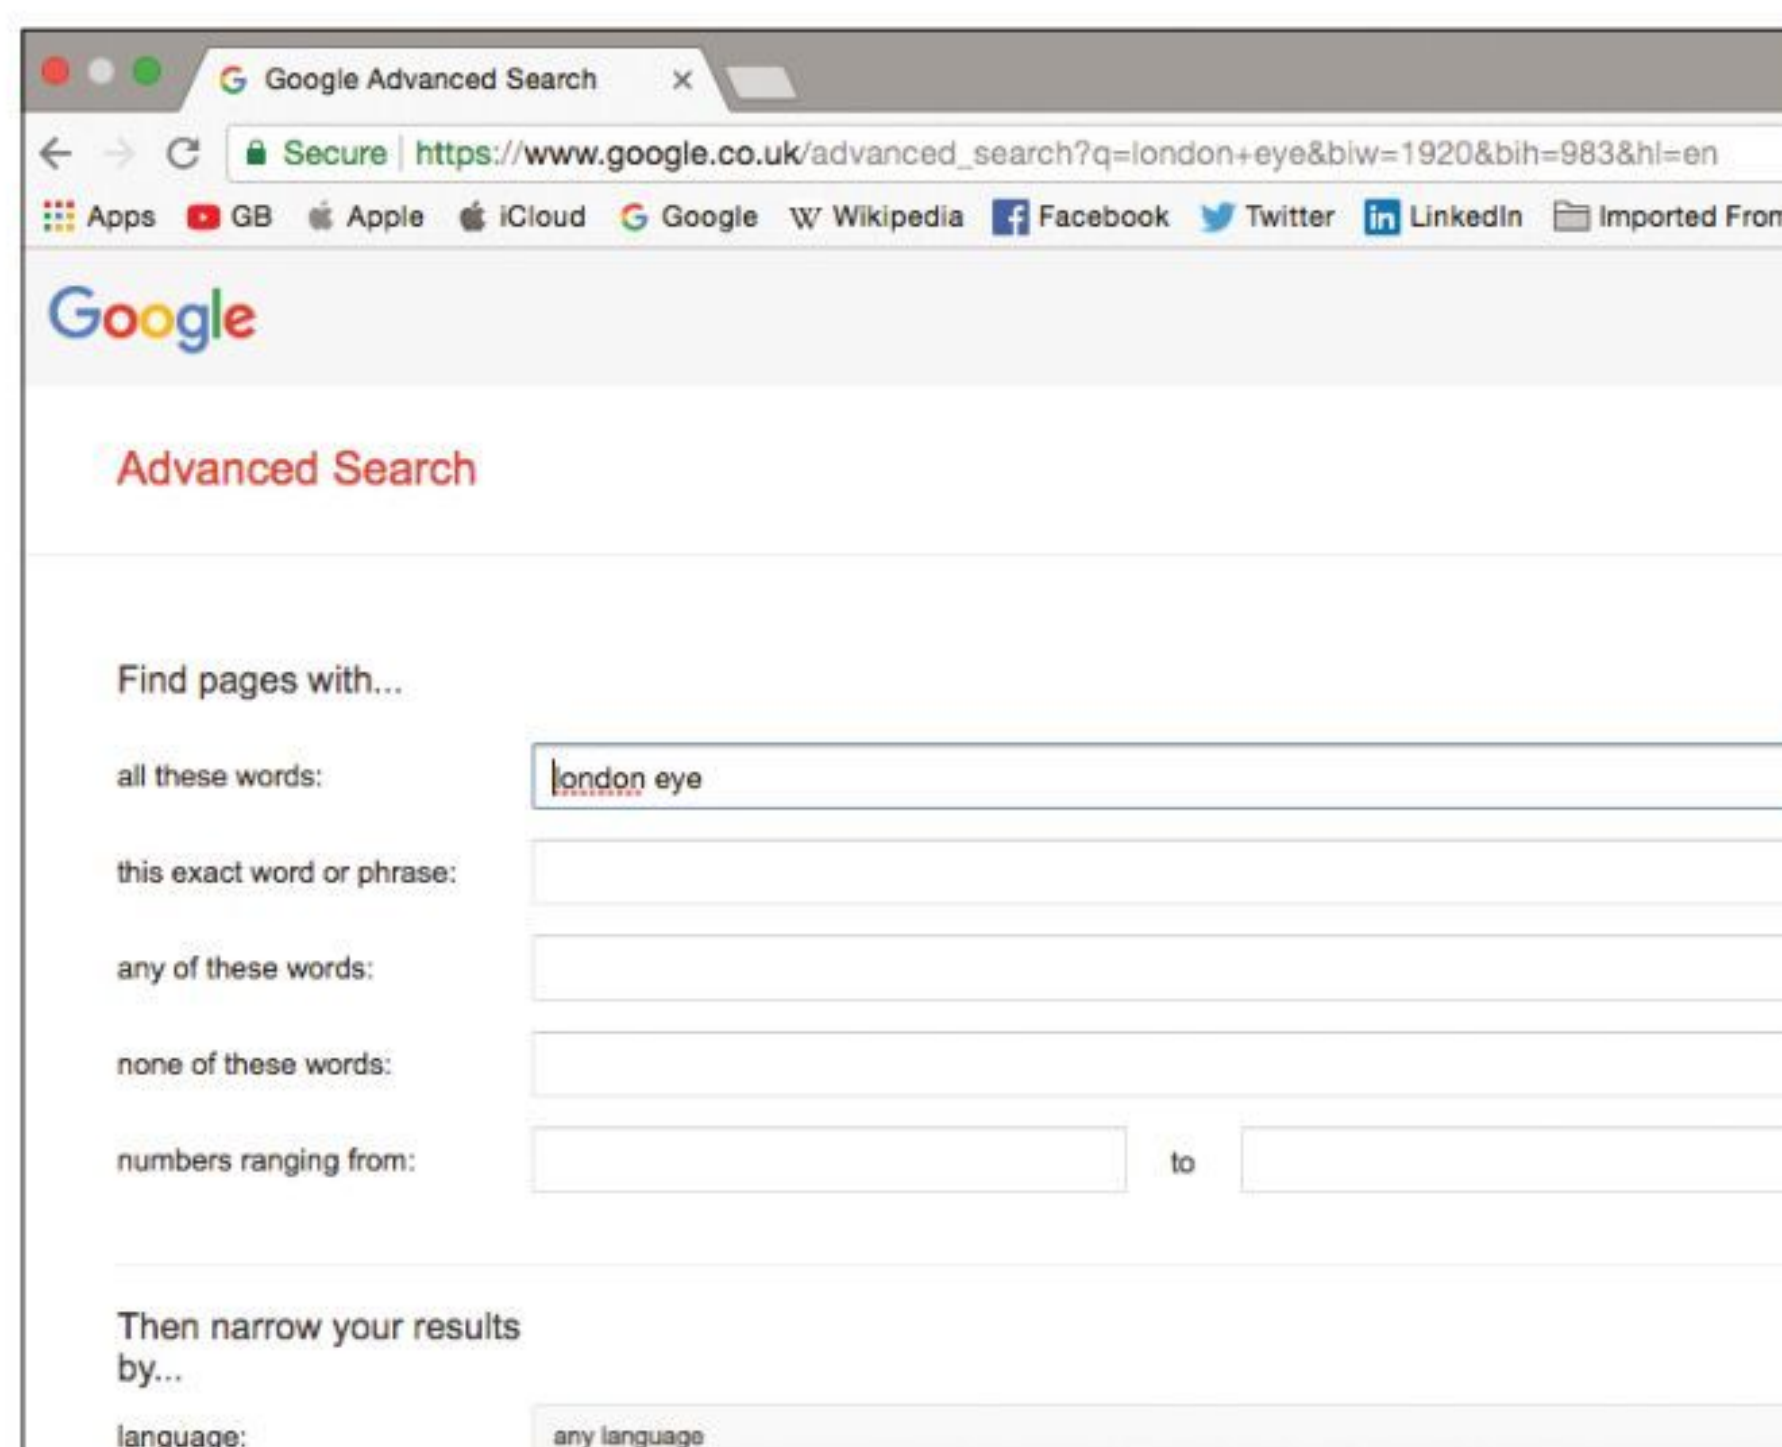 Google Advanced Search
Secure https://www.google.co.uk/advanced_search?q=london+eye&biw=1920&bih=983&hl=en
Apps GB Apple iCloud Google W Wikipedia Facebook Twitter in LinkedIn Imported From
Google
Advanced Search
Find pages with...
all these words: london eye
this exact word or phrase:
any of these words:
none of these words:
numbers ranging from: to
Then narrow your results
by...
language: any language